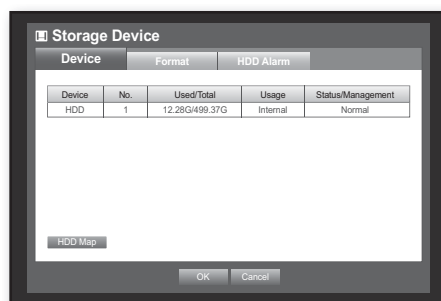 Storage Device
Device Format HDD Alarm
Device No. Used/Total Usage Status/Management
HDD 1 12.28G/499.37G Internal Normal
HDD Map
OK Cancel